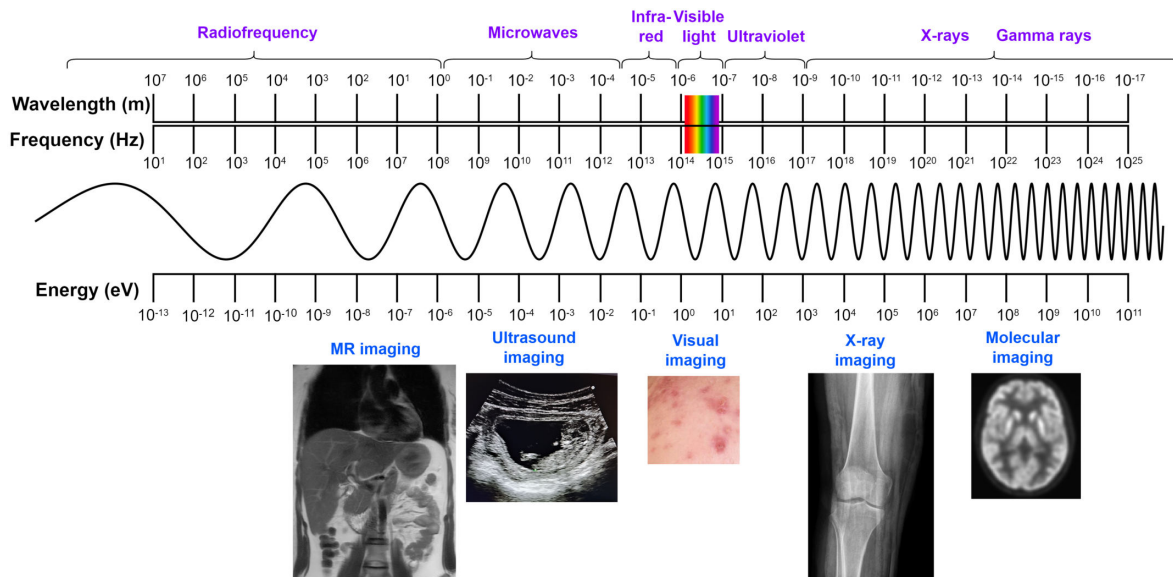 Radiofrequency
Microwaves
Infra-
red
Visible
light
Ultraviolet
X-rays
Gamma rays
10⁷ 10⁶ 10⁵ 10⁴ 10³ 10² 10¹ 10⁰ 10⁻¹ 10⁻² 10⁻³ 10⁻⁴ 10⁻⁵ 10⁻⁶ 10⁻⁷ 10⁻⁸ 10⁻⁹ 10⁻¹⁰ 10⁻¹¹ 10⁻¹² 10⁻¹³ 10⁻¹⁴ 10⁻¹⁵ 10⁻¹⁶ 10⁻¹⁷
Wavelength (m)
Frequency (Hz)
10¹ 10² 10³ 10⁴ 10⁵ 10⁶ 10⁷ 10⁸ 10⁹ 10¹⁰ 10¹¹ 10¹² 10¹³ 10¹⁴ 10¹⁵ 10¹⁶ 10¹⁷ 10¹⁸ 10¹⁹ 10²⁰ 10²¹ 10²² 10²³ 10²⁴ 10²⁵
Energy (eV)
10⁻¹³ 10⁻¹² 10⁻¹¹ 10⁻¹⁰ 10⁻⁹ 10⁻⁸ 10⁻⁷ 10⁻⁶ 10⁻⁵ 10⁻⁴ 10⁻³ 10⁻² 10⁻¹ 10⁰ 10¹ 10² 10³ 10⁴ 10⁵ 10⁶ 10⁷ 10⁸ 10⁹ 10¹⁰ 10¹¹
MR imaging
Ultrasound
imaging
Visual
imaging
X-ray
imaging
Molecular
imaging